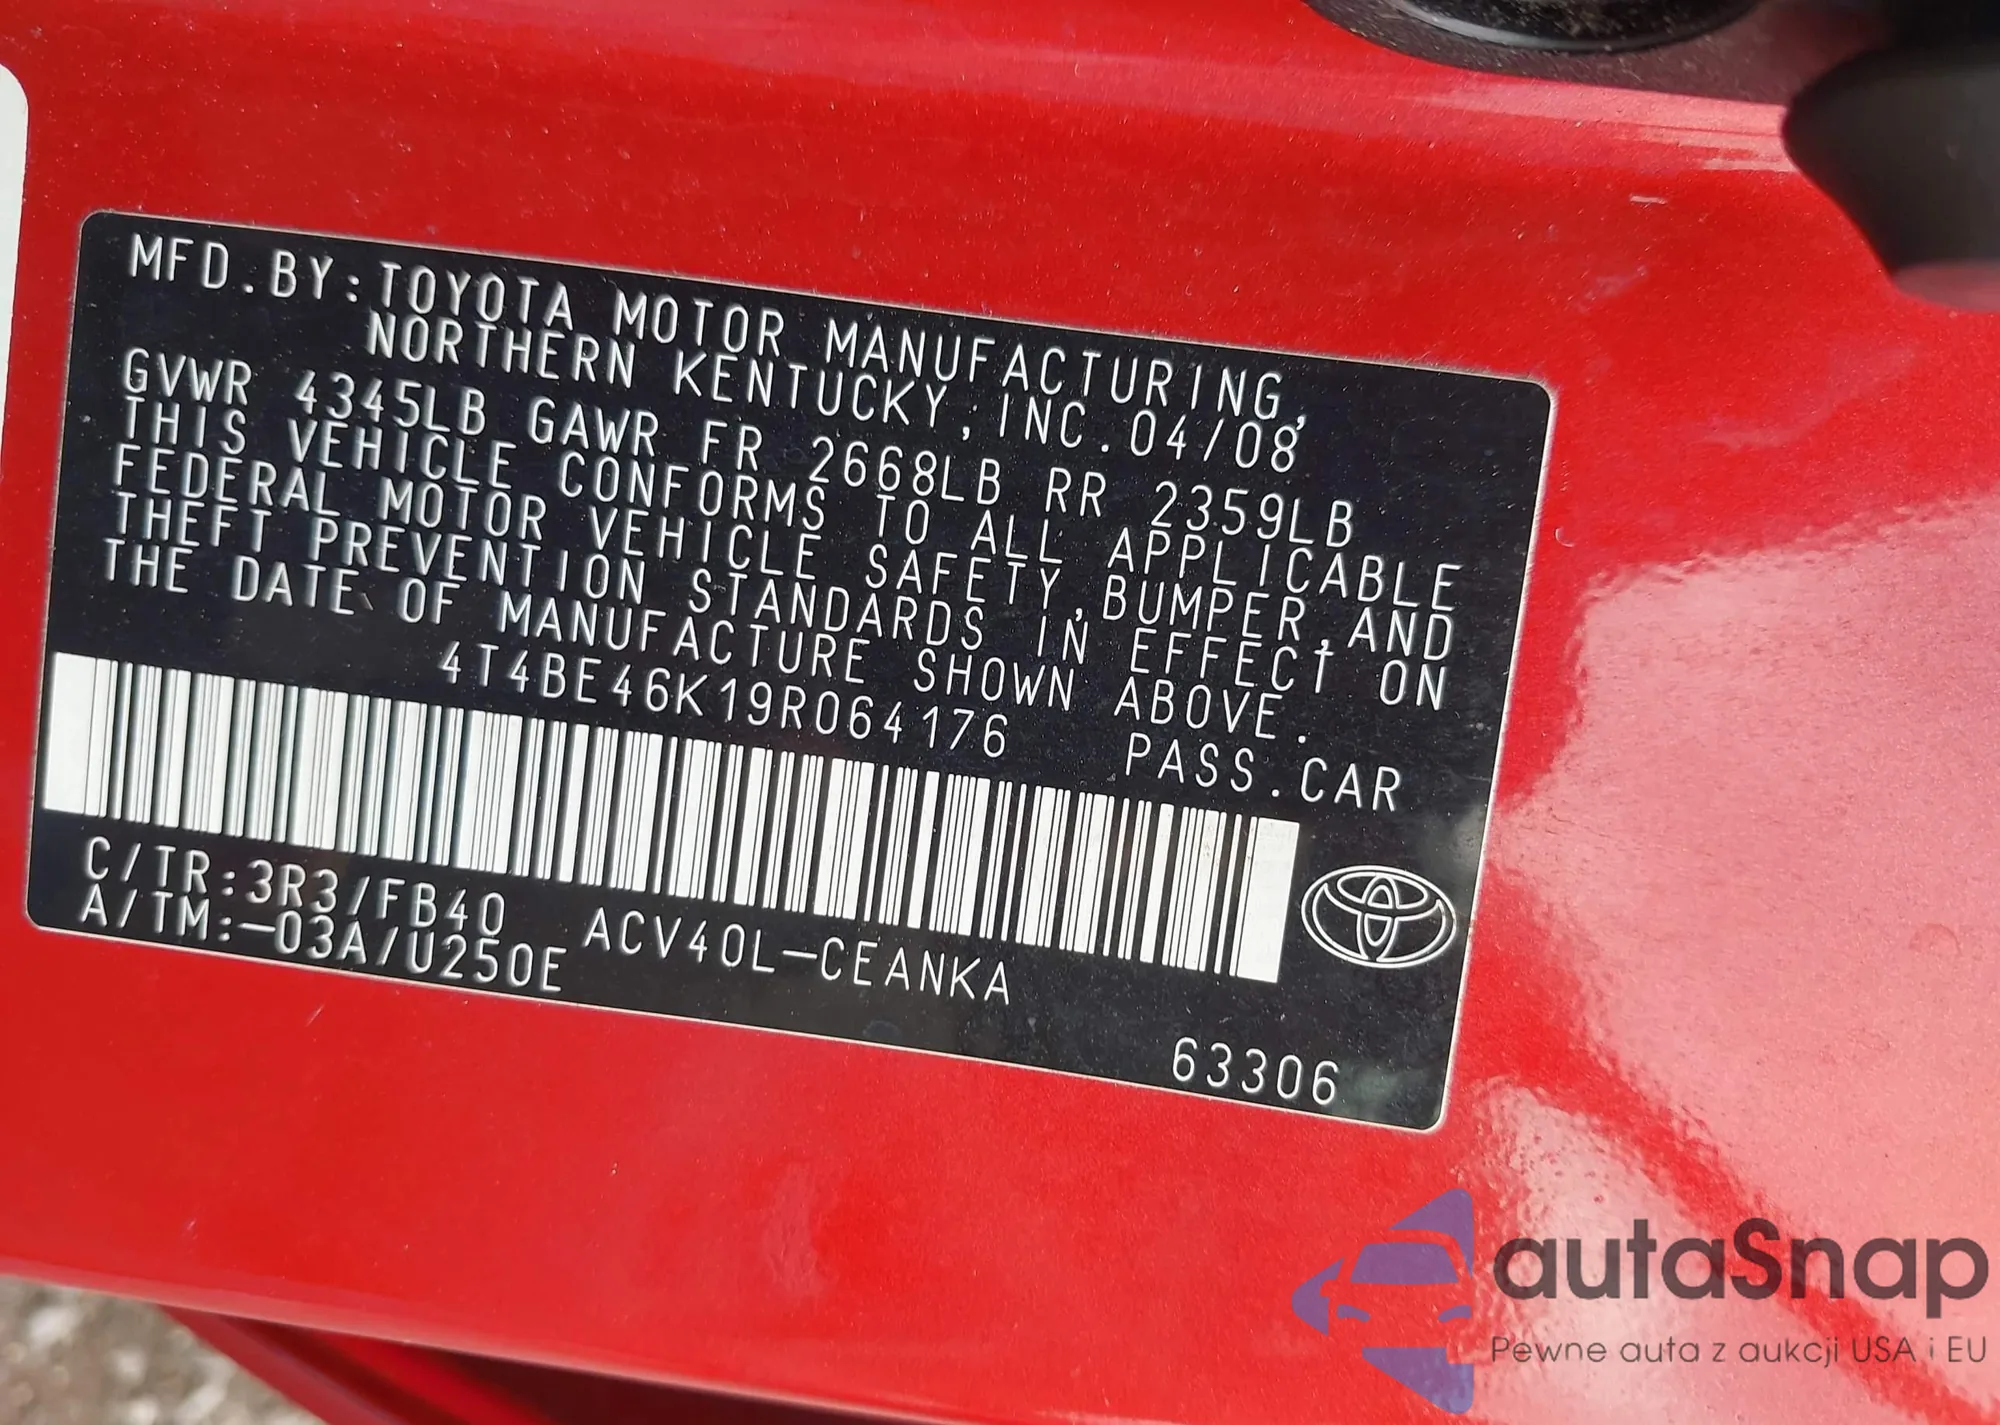 MFD.BY:TOYOTA MOTOR MANUFACTURING,
NORTHERN KENTUCKY, INC.04/08
GVWR 4345LB GAWR FR 2668LB RR 2359LB
THIS VEHICLE CONFORMS TO ALL APPLICABLE
FEDERAL MOTOR VEHICLE SAFETY,BUMPER,AND
THEFT PREVENTION STANDARDS IN EFFECT ON
THE DATE OF MANUFACTURE SHOWN ABOVE.
4T4BE46K19R064176 PASS.CAR
C/TR:3R3/FB40 ACV40L-CEANKA
A/TM:-03A/U250E
63306
autaSnap
Pewne auta z aukcji USA i EU